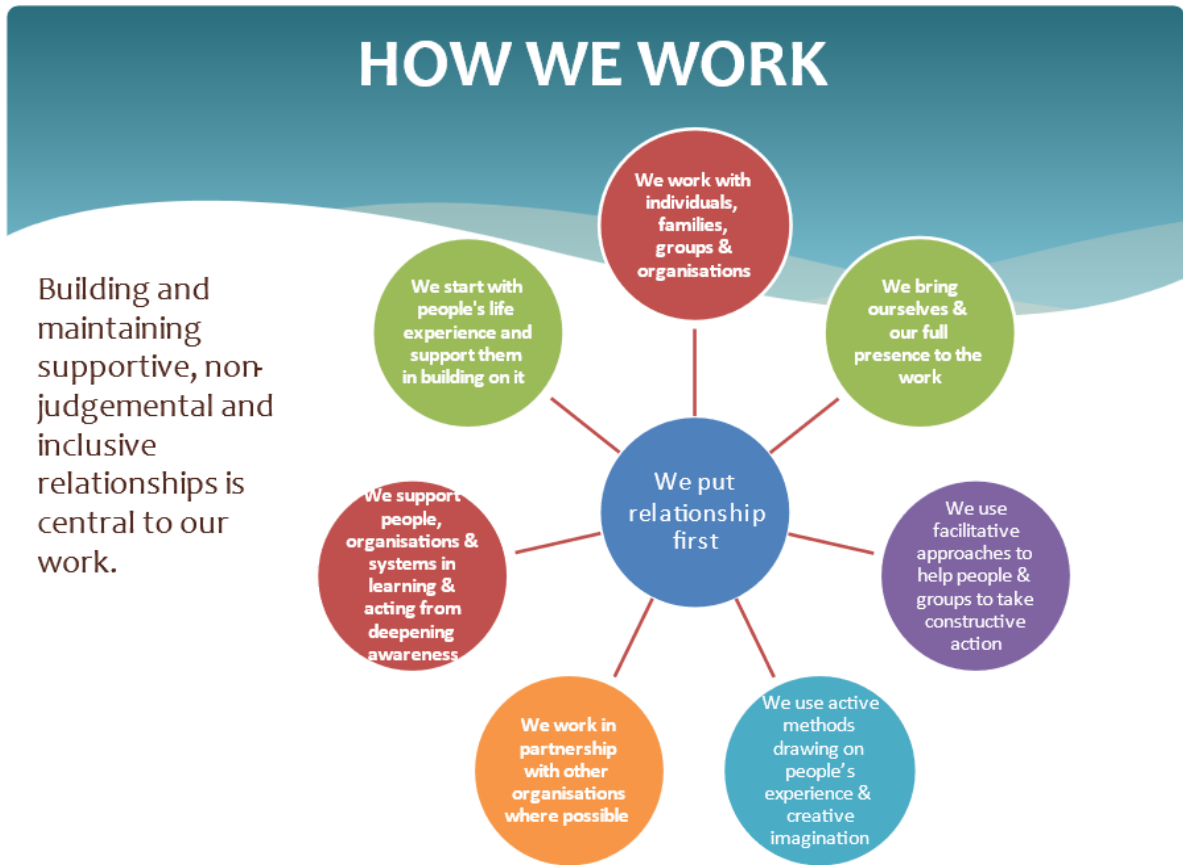 HOW WE WORK
Building and
maintaining
supportive, non-
judgemental and
inclusive
relationships is
central to our
work.
We work with
individuals,
families,
groups &
organisations
We bring
ourselves &
our full
presence to the
work
We use
facilitative
approaches to
help people &
groups to take
constructive
action
We use active
methods
drawing on
people’s
experience &
creative
imagination
We work in
partnership
with other
organisations
where possible
We support
people,
organisations &
systems in
learning &
acting from
deepening
awareness
We start with
people's life
experience and
support them
in building on it
We put
relationship
first